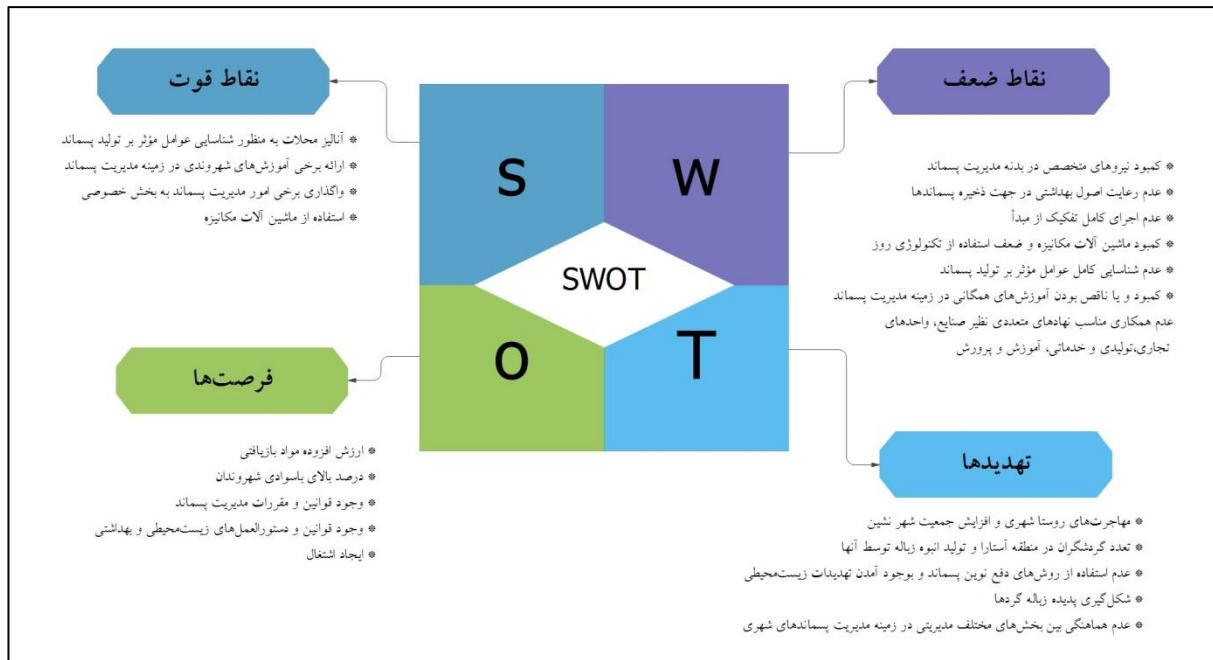 نقاط قوت
※ آنالیز محلات به منظور شناسایی عوامل مؤثر بر تولید پسماند
※ ارائه برخی آموزش‌های شهروندی در زمینه مدیریت پسماند
※ واگذاری برخی امور مدیریت پسماند به بخش خصوصی
※ استفاده از ماشین آلات مکانیزه
نقاط ضعف
※ کمبود نیروهای متخصص در بدنه مدیریت پسماند
※ عدم رعایت اصول بهداشتی در جهت ذخیره پسماندها
※ عدم اجرای کامل تفکیک از مبدأ
※ کمبود ماشین آلات مکانیزه و ضعف استفاده از تکنولوژی روز
※ عدم شناسایی کامل عوامل مؤثر بر تولید پسماند
※ کمبود و یا ناقص بودن آموزش‌های همگانی در زمینه مدیریت پسماند
عدم همکاری مناسب نهادهای متعددی نظیر صنایع، واحدهای
تجاری،تولیدی و خدماتی، آموزش و پرورش
S
W
SWOT
O
T
فرصت‌ها
※ ارزش افزوده مواد بازیافتی
※ درصد بالای باسوادی شهروندان
※ وجود قوانین و مقررات مدیریت پسماند
※ وجود قوانین و دستورالعمل‌های زیست‌محیطی و بهداشتی
※ ایجاد اشتغال
تهدیدها
※ مهاجرت‌های روستا شهری و افزایش جمعیت شهر نشین
※ تعدد گردشگران در منطقه آستارا و تولید انبوه زباله توسط آنها
※ عدم استفاده از روش‌های دفع نوین پسماند و بوجود آمدن تهدیدات زیست‌محیطی
※ شکل‌گیری پدیده زباله گردها
※ عدم هماهنگی بین بخش‌های مختلف مدیریتی در زمینه مدیریت پسماندهای شهری